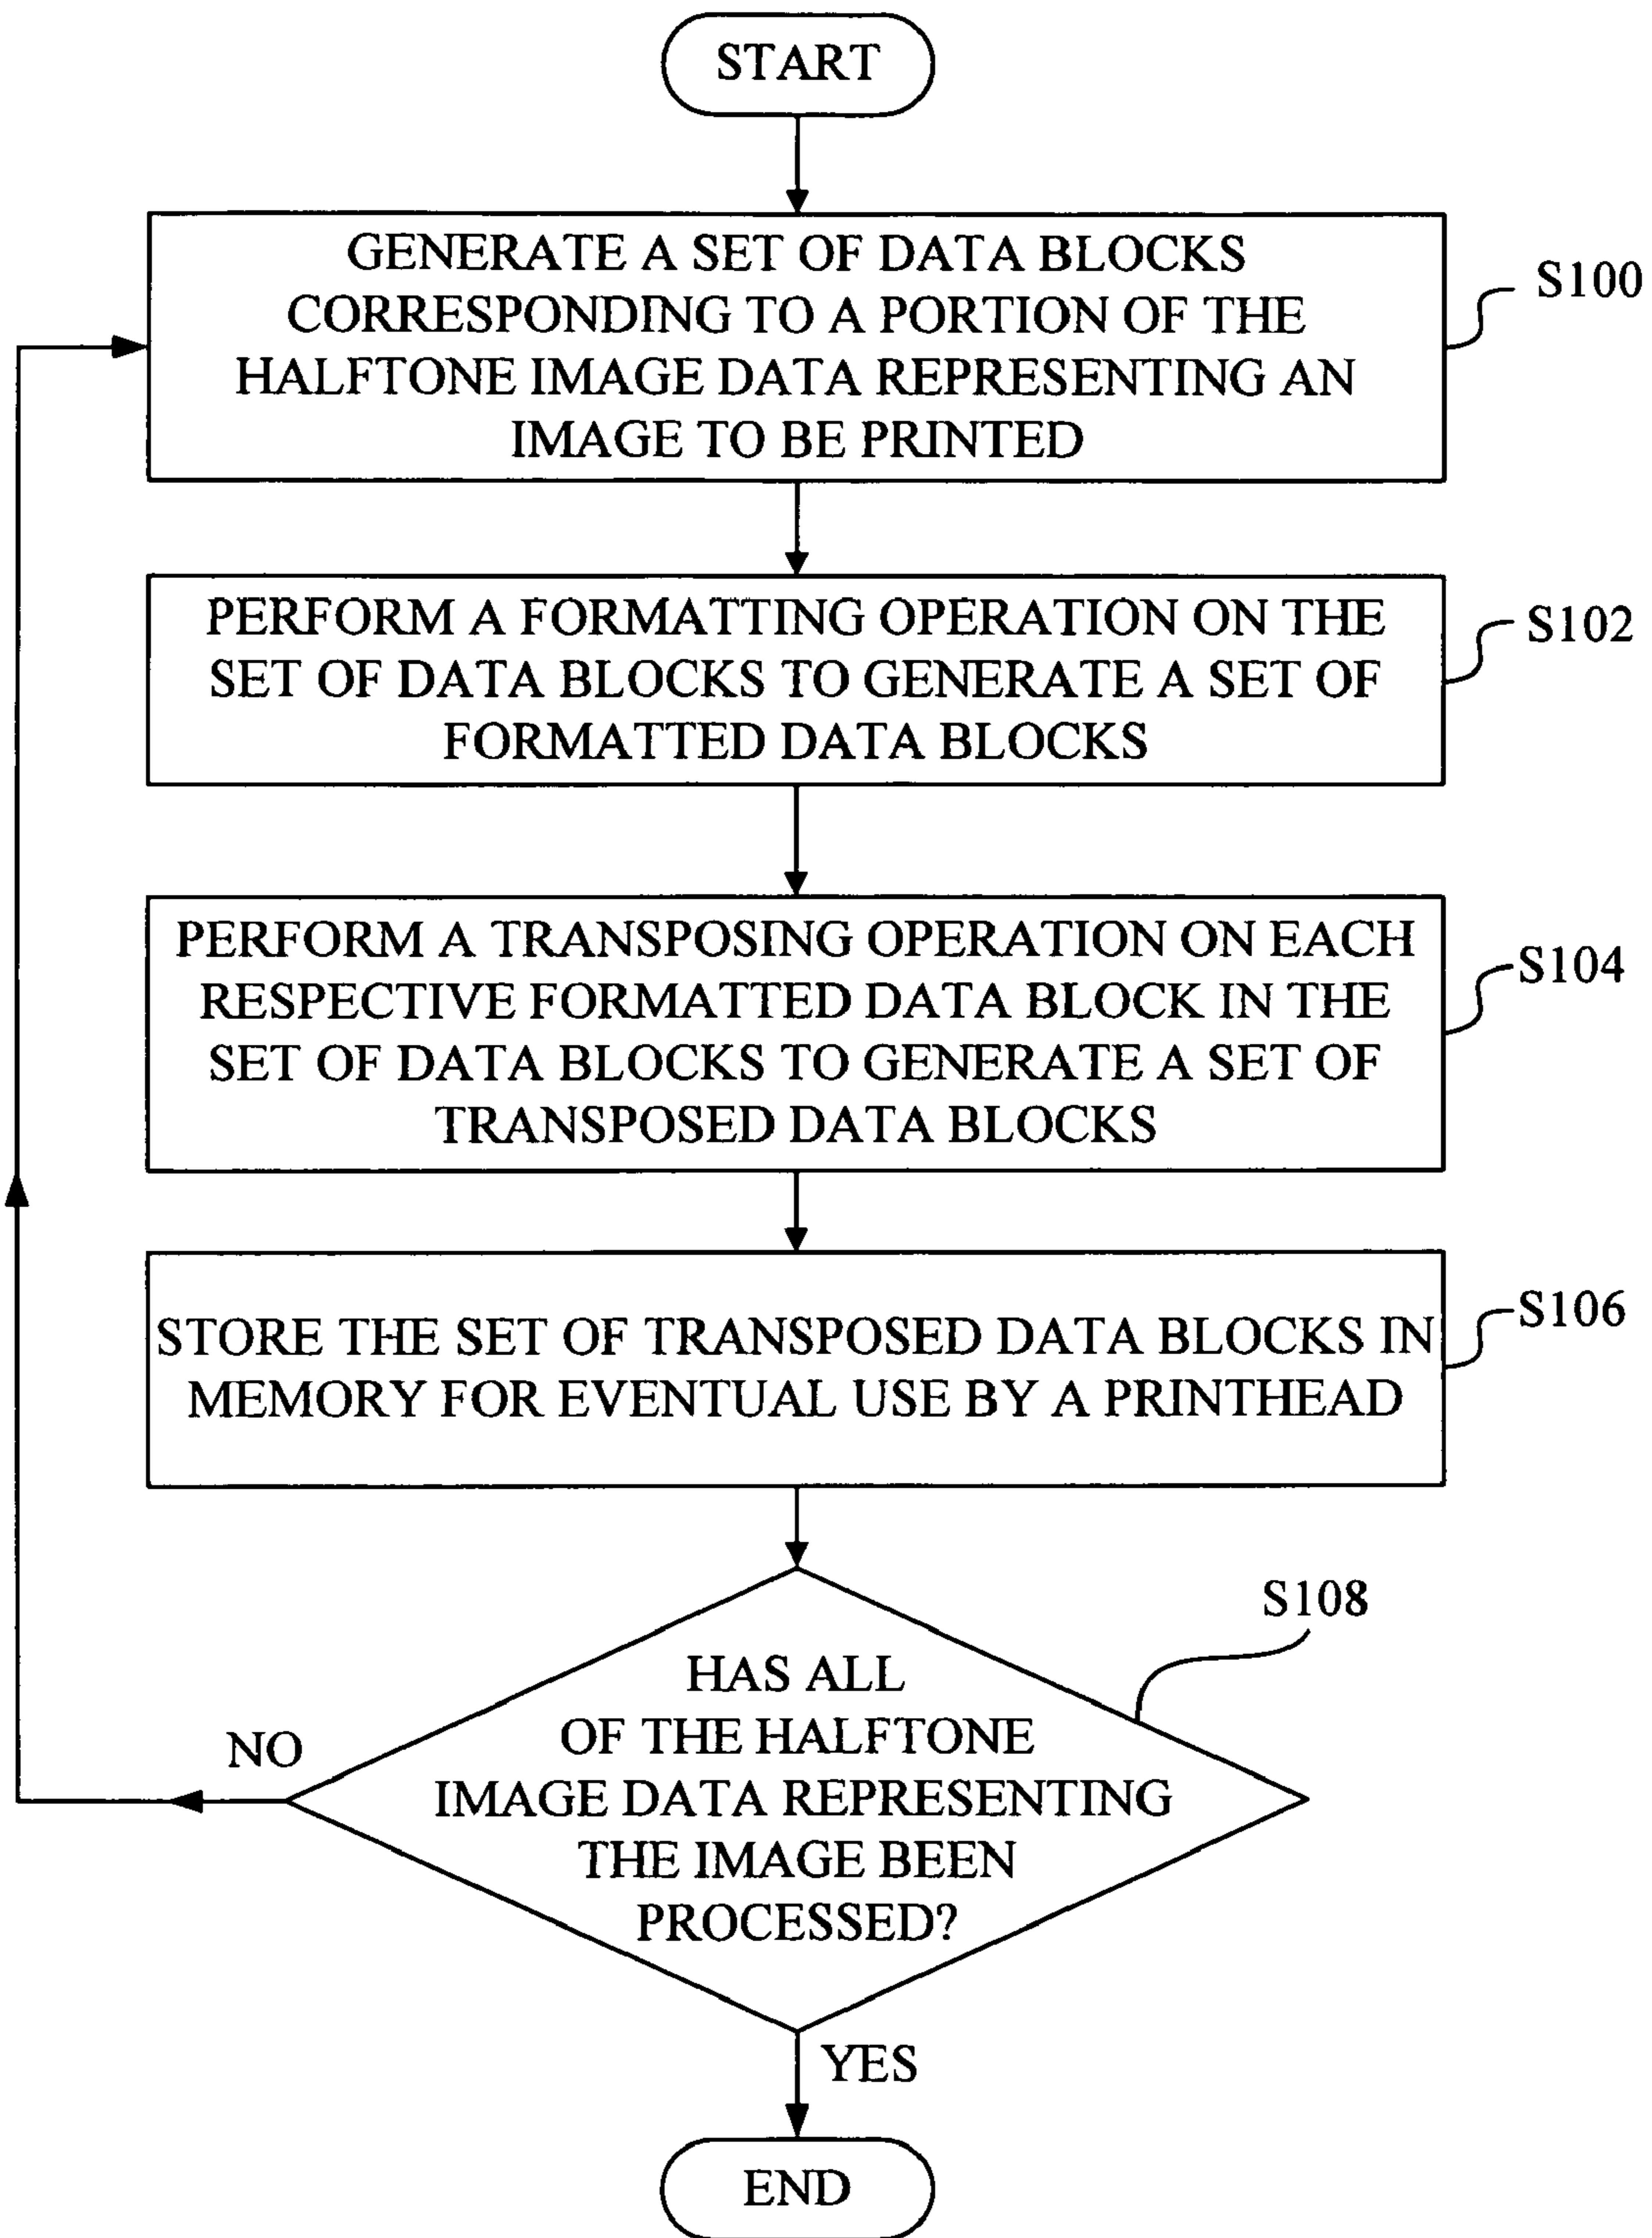 START
GENERATE A SET OF DATA BLOCKS
CORRESPONDING TO A PORTION OF THE
HALFTONE IMAGE DATA REPRESENTING AN
IMAGE TO BE PRINTED
S100
PERFORM A FORMATTING OPERATION ON THE
SET OF DATA BLOCKS TO GENERATE A SET OF
FORMATTED DATA BLOCKS
S102
PERFORM A TRANSPOSING OPERATION ON EACH
RESPECTIVE FORMATTED DATA BLOCK IN THE
SET OF DATA BLOCKS TO GENERATE A SET OF
TRANSPOSED DATA BLOCKS
S104
STORE THE SET OF TRANSPOSED DATA BLOCKS IN
MEMORY FOR EVENTUAL USE BY A PRINTHEAD
S106
S108
HAS ALL
OF THE HALFTONE
IMAGE DATA REPRESENTING
THE IMAGE BEEN
PROCESSED?
NO
YES
END